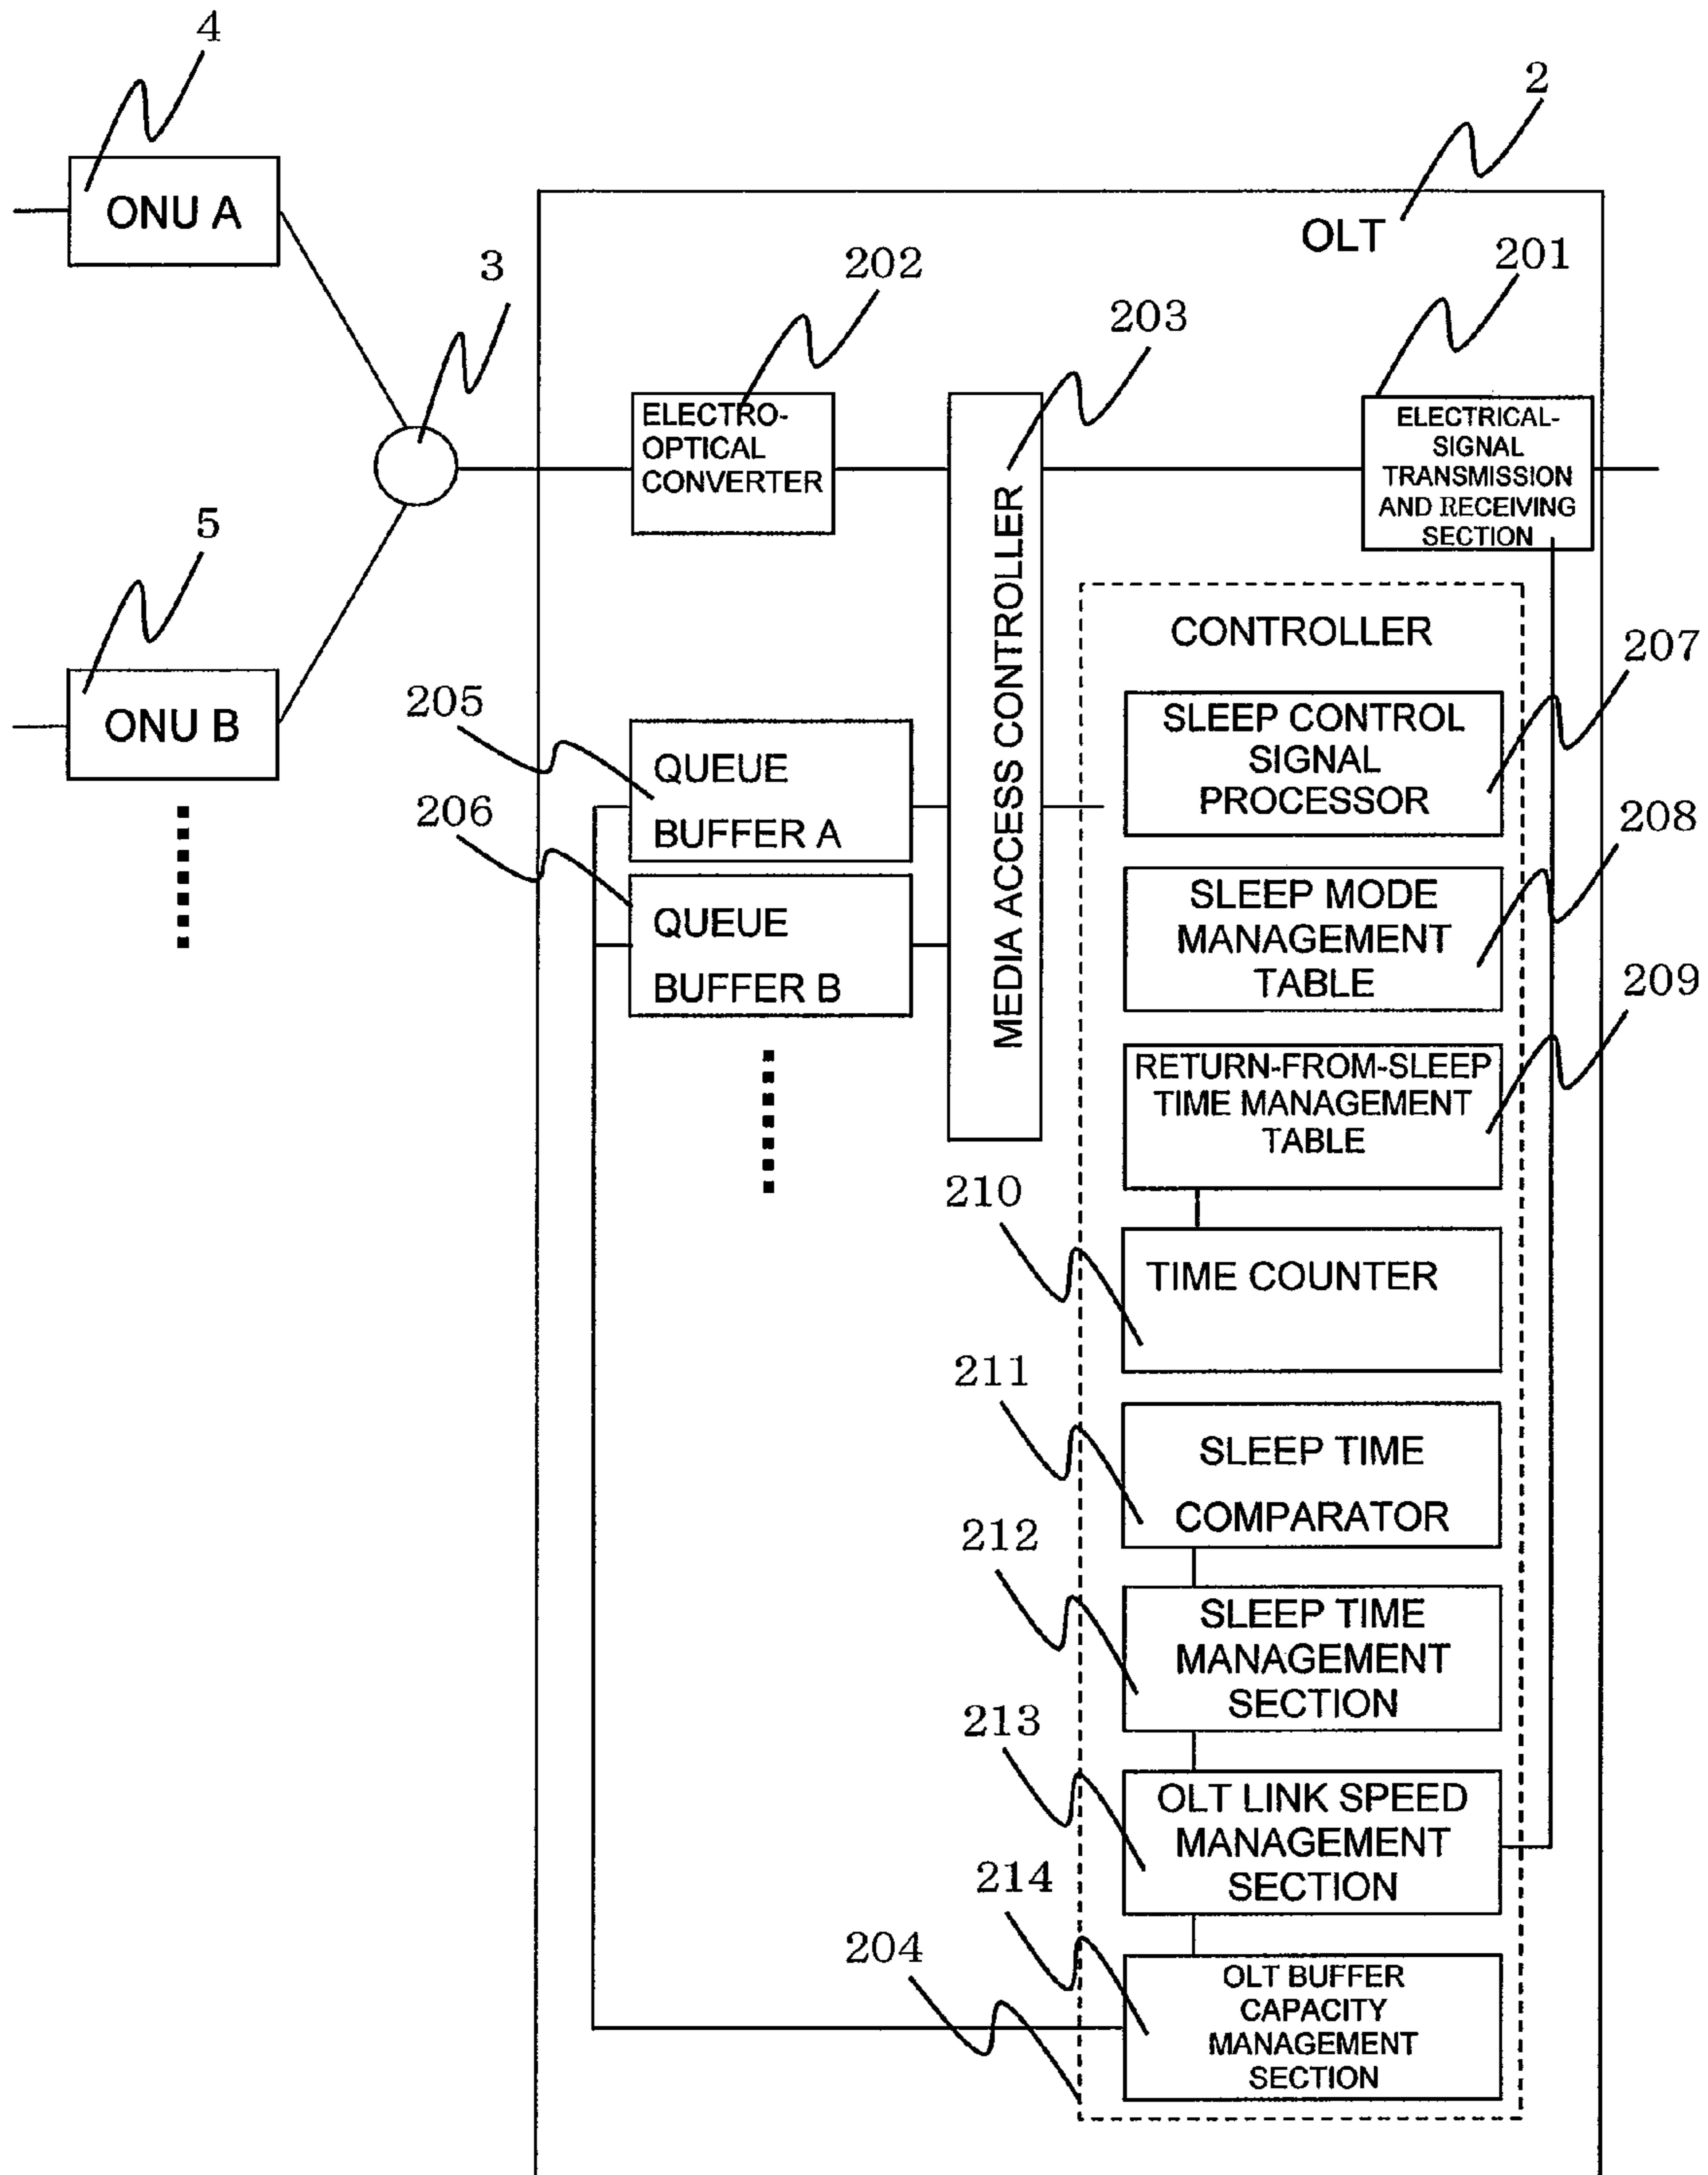 4
2
ONU A
OLT
3
202
201
203
ELECTRO-
OPTICAL
CONVERTER
ELECTRICAL-
SIGNAL
TRANSMISSION
AND RECEIVING
SECTION
5
MEDIA ACCESS CONTROLLER
CONTROLLER
207
205
ONU B
QUEUE
BUFFER A
SLEEP CONTROL
SIGNAL
PROCESSOR
206
208
QUEUE
BUFFER B
SLEEP MODE
MANAGEMENT
TABLE
209
RETURN-FROM-SLEEP
TIME MANAGEMENT
TABLE
210
TIME COUNTER
211
SLEEP TIME
COMPARATOR
212
SLEEP TIME
MANAGEMENT
SECTION
213
OLT LINK SPEED
MANAGEMENT
SECTION
214
204
OLT BUFFER
CAPACITY
MANAGEMENT
SECTION